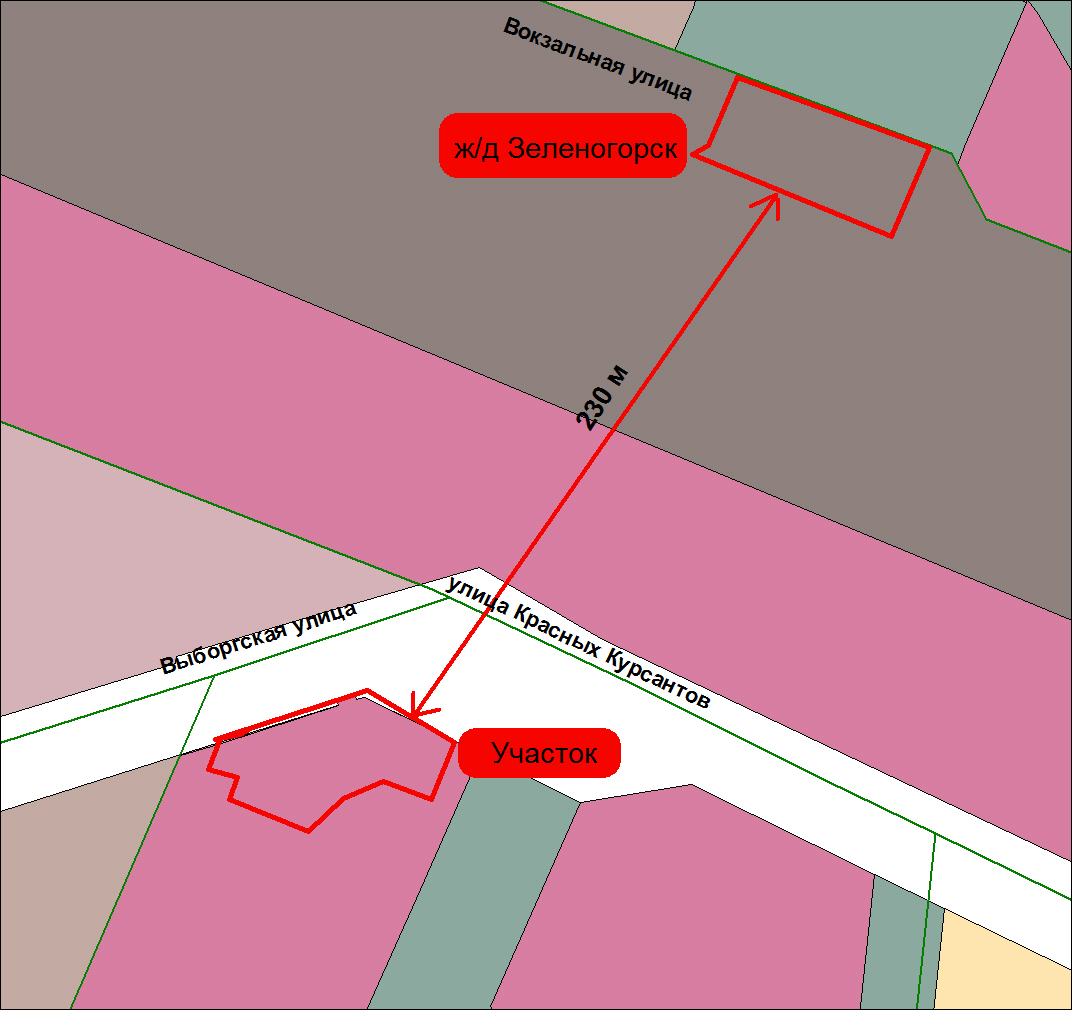 Вокзальная улица
ж/д Зеленогорск
230 м
улица Красных Курсантов
Выборгская улица
Участок